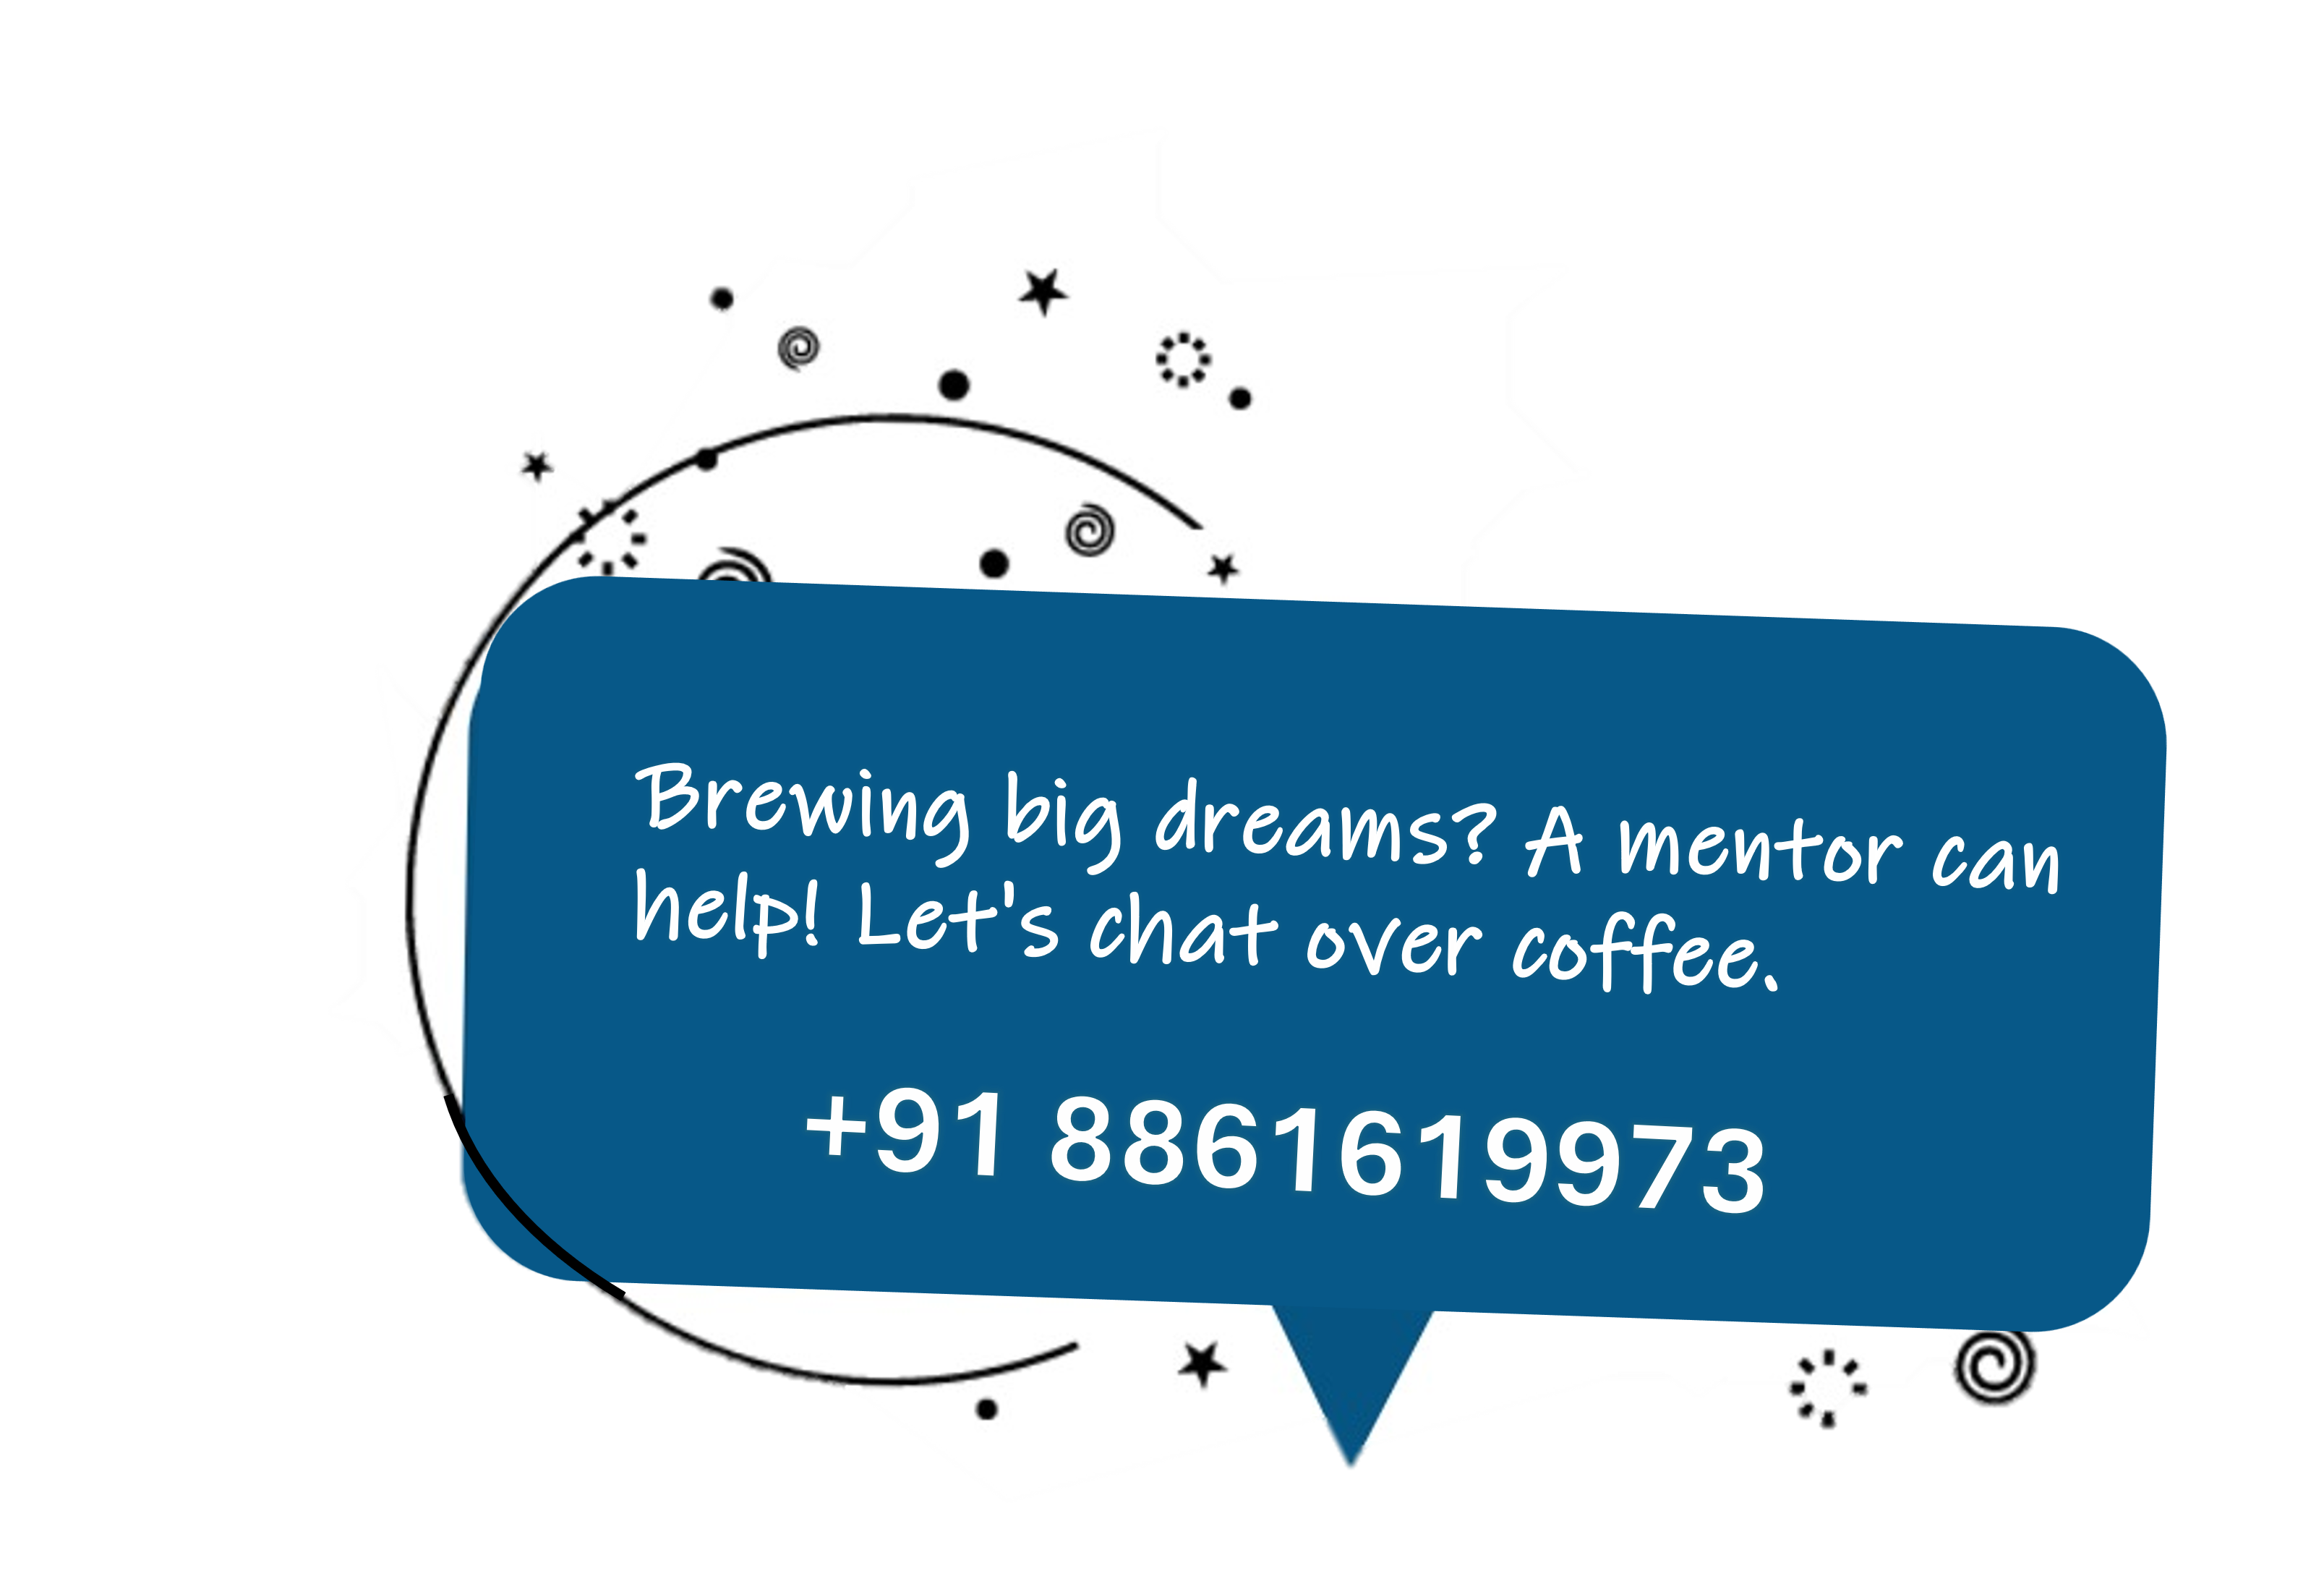 Brewing big dreams? A mentor can
help! Let's chat over coffee.
+91 8861619973